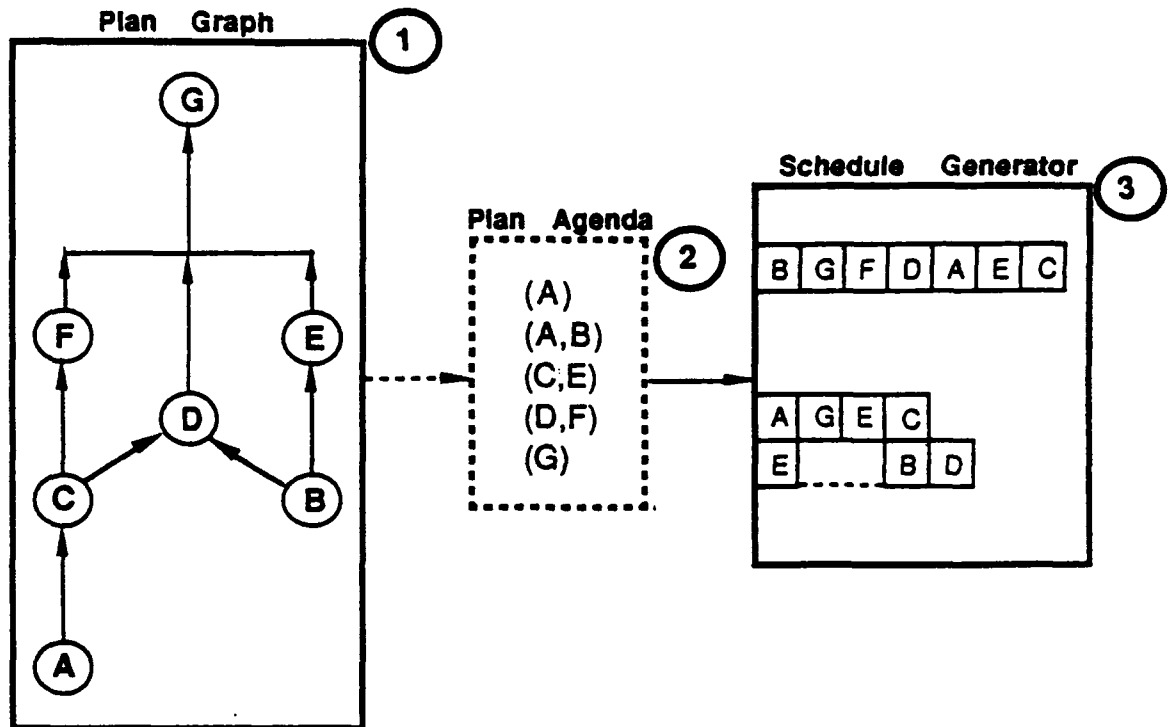 Plan Graph
1
G
F
E
D
C
B
A
Plan Agenda
2
(A)
(A,B)
(C,E)
(D,F)
(G)
Schedule Generator
3
B G F D A E C
A G E C
E B D